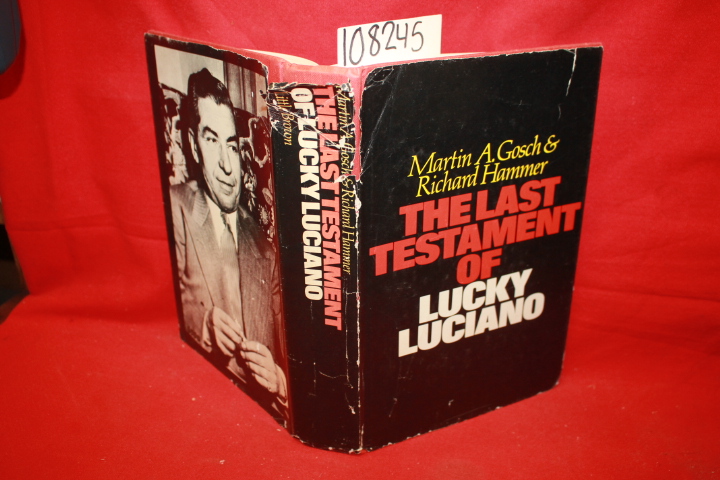 108245
Martin A. Gosch &
Richard Hammer
THE LAST
TESTAMENT
OF
LUCKY
LUCIANO
Martin A. Gosch & Richard Hammer
THE LAST TESTAMENT
OF LUCKY LUCIANO
Brown